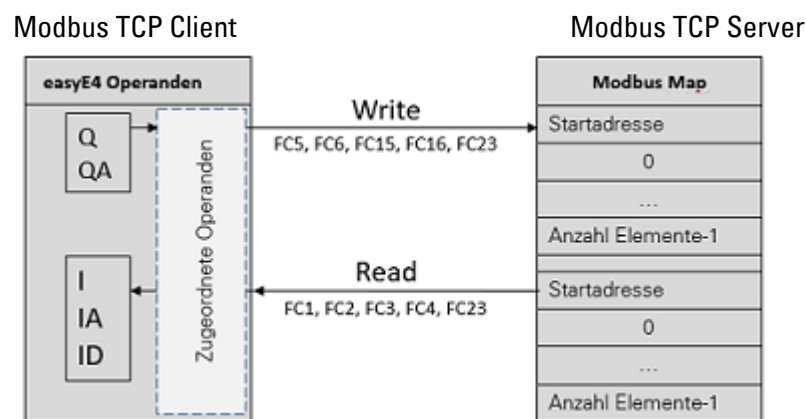 Modbus TCP Client
Modbus TCP Server
easyE4 Operanden
Q
QA
I
IA
ID
Zugeordnete Operanden
Write
FC5, FC6, FC15, FC16, FC23
Read
FC1, FC2, FC3, FC4, FC23
Modbus Map
Startadresse
0
...
Anzahl Elemente-1
Startadresse
0
...
Anzahl Elemente-1